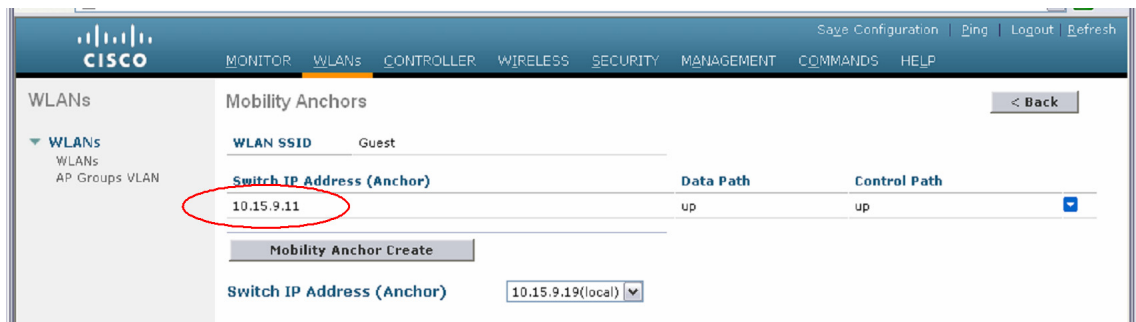 Save Configuration | Ping | Logout | Refresh
CISCO
MONITOR WLANs CONTROLLER WIRELESS SECURITY MANAGEMENT COMMANDS HELP
WLANs
Mobility Anchors
< Back
WLANs
WLANs
AP Groups VLAN
WLAN SSID Guest
Switch IP Address (Anchor) Data Path Control Path
10.15.9.11 up up
Mobility Anchor Create
Switch IP Address (Anchor) 10.15.9.19(local)